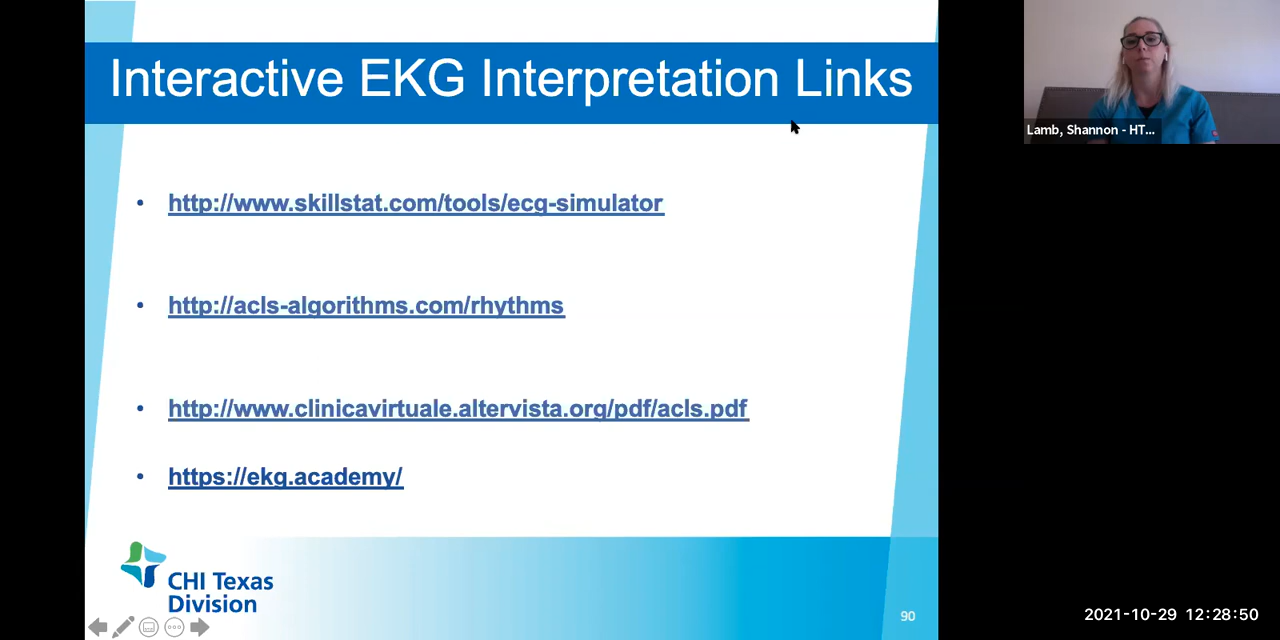 Interactive EKG Interpretation Links
Lamb, Shannon - HT...
• http://www.skillstat.com/tools/ecg-simulator
• http://acls-algorithms.com/rhythms
• http://www.clinicavirtuale.altervista.org/pdf/acls.pdf
• https://ekg.academy/
CHI Texas
Division
90
2021-10-29 12:28:50